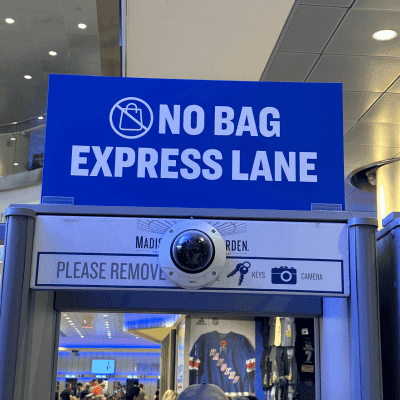 NO BAG
EXPRESS LANE
PLEASE REMOVE
KEYS
CAMERA